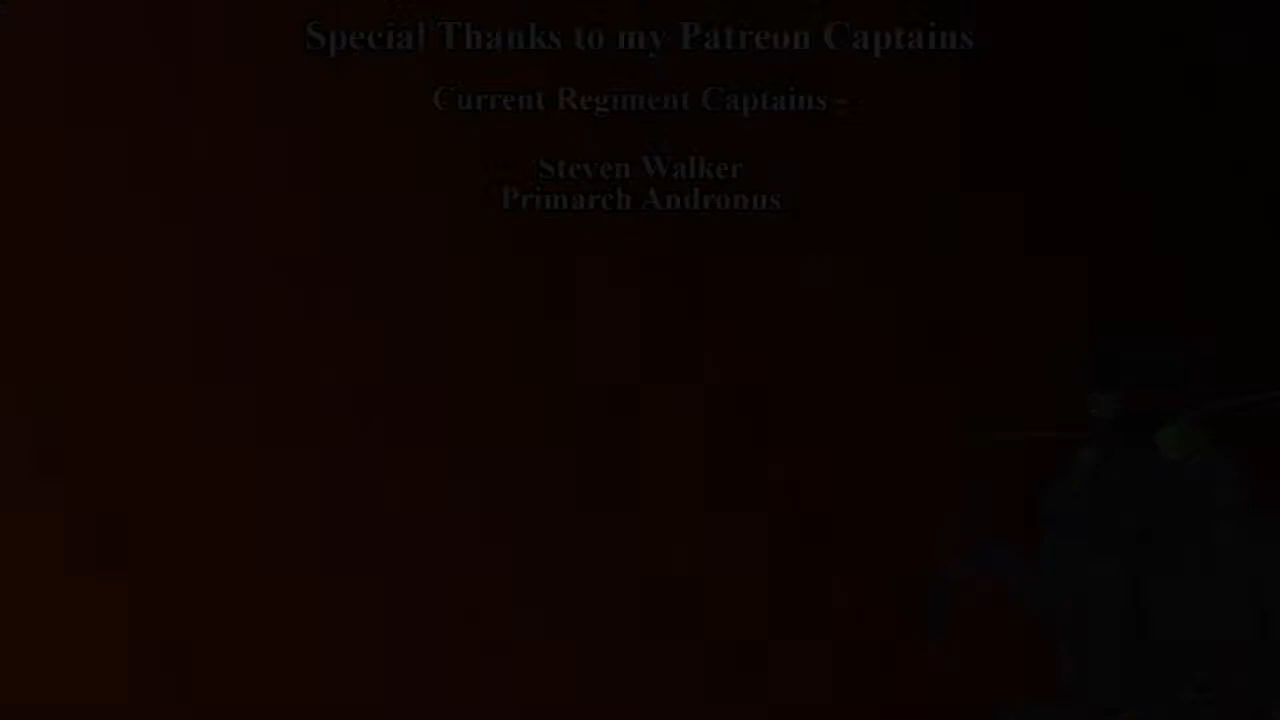 Special Thanks to my Patreon Captains
Current Regiment Captains -
Steven Walker
Primarch Andronus